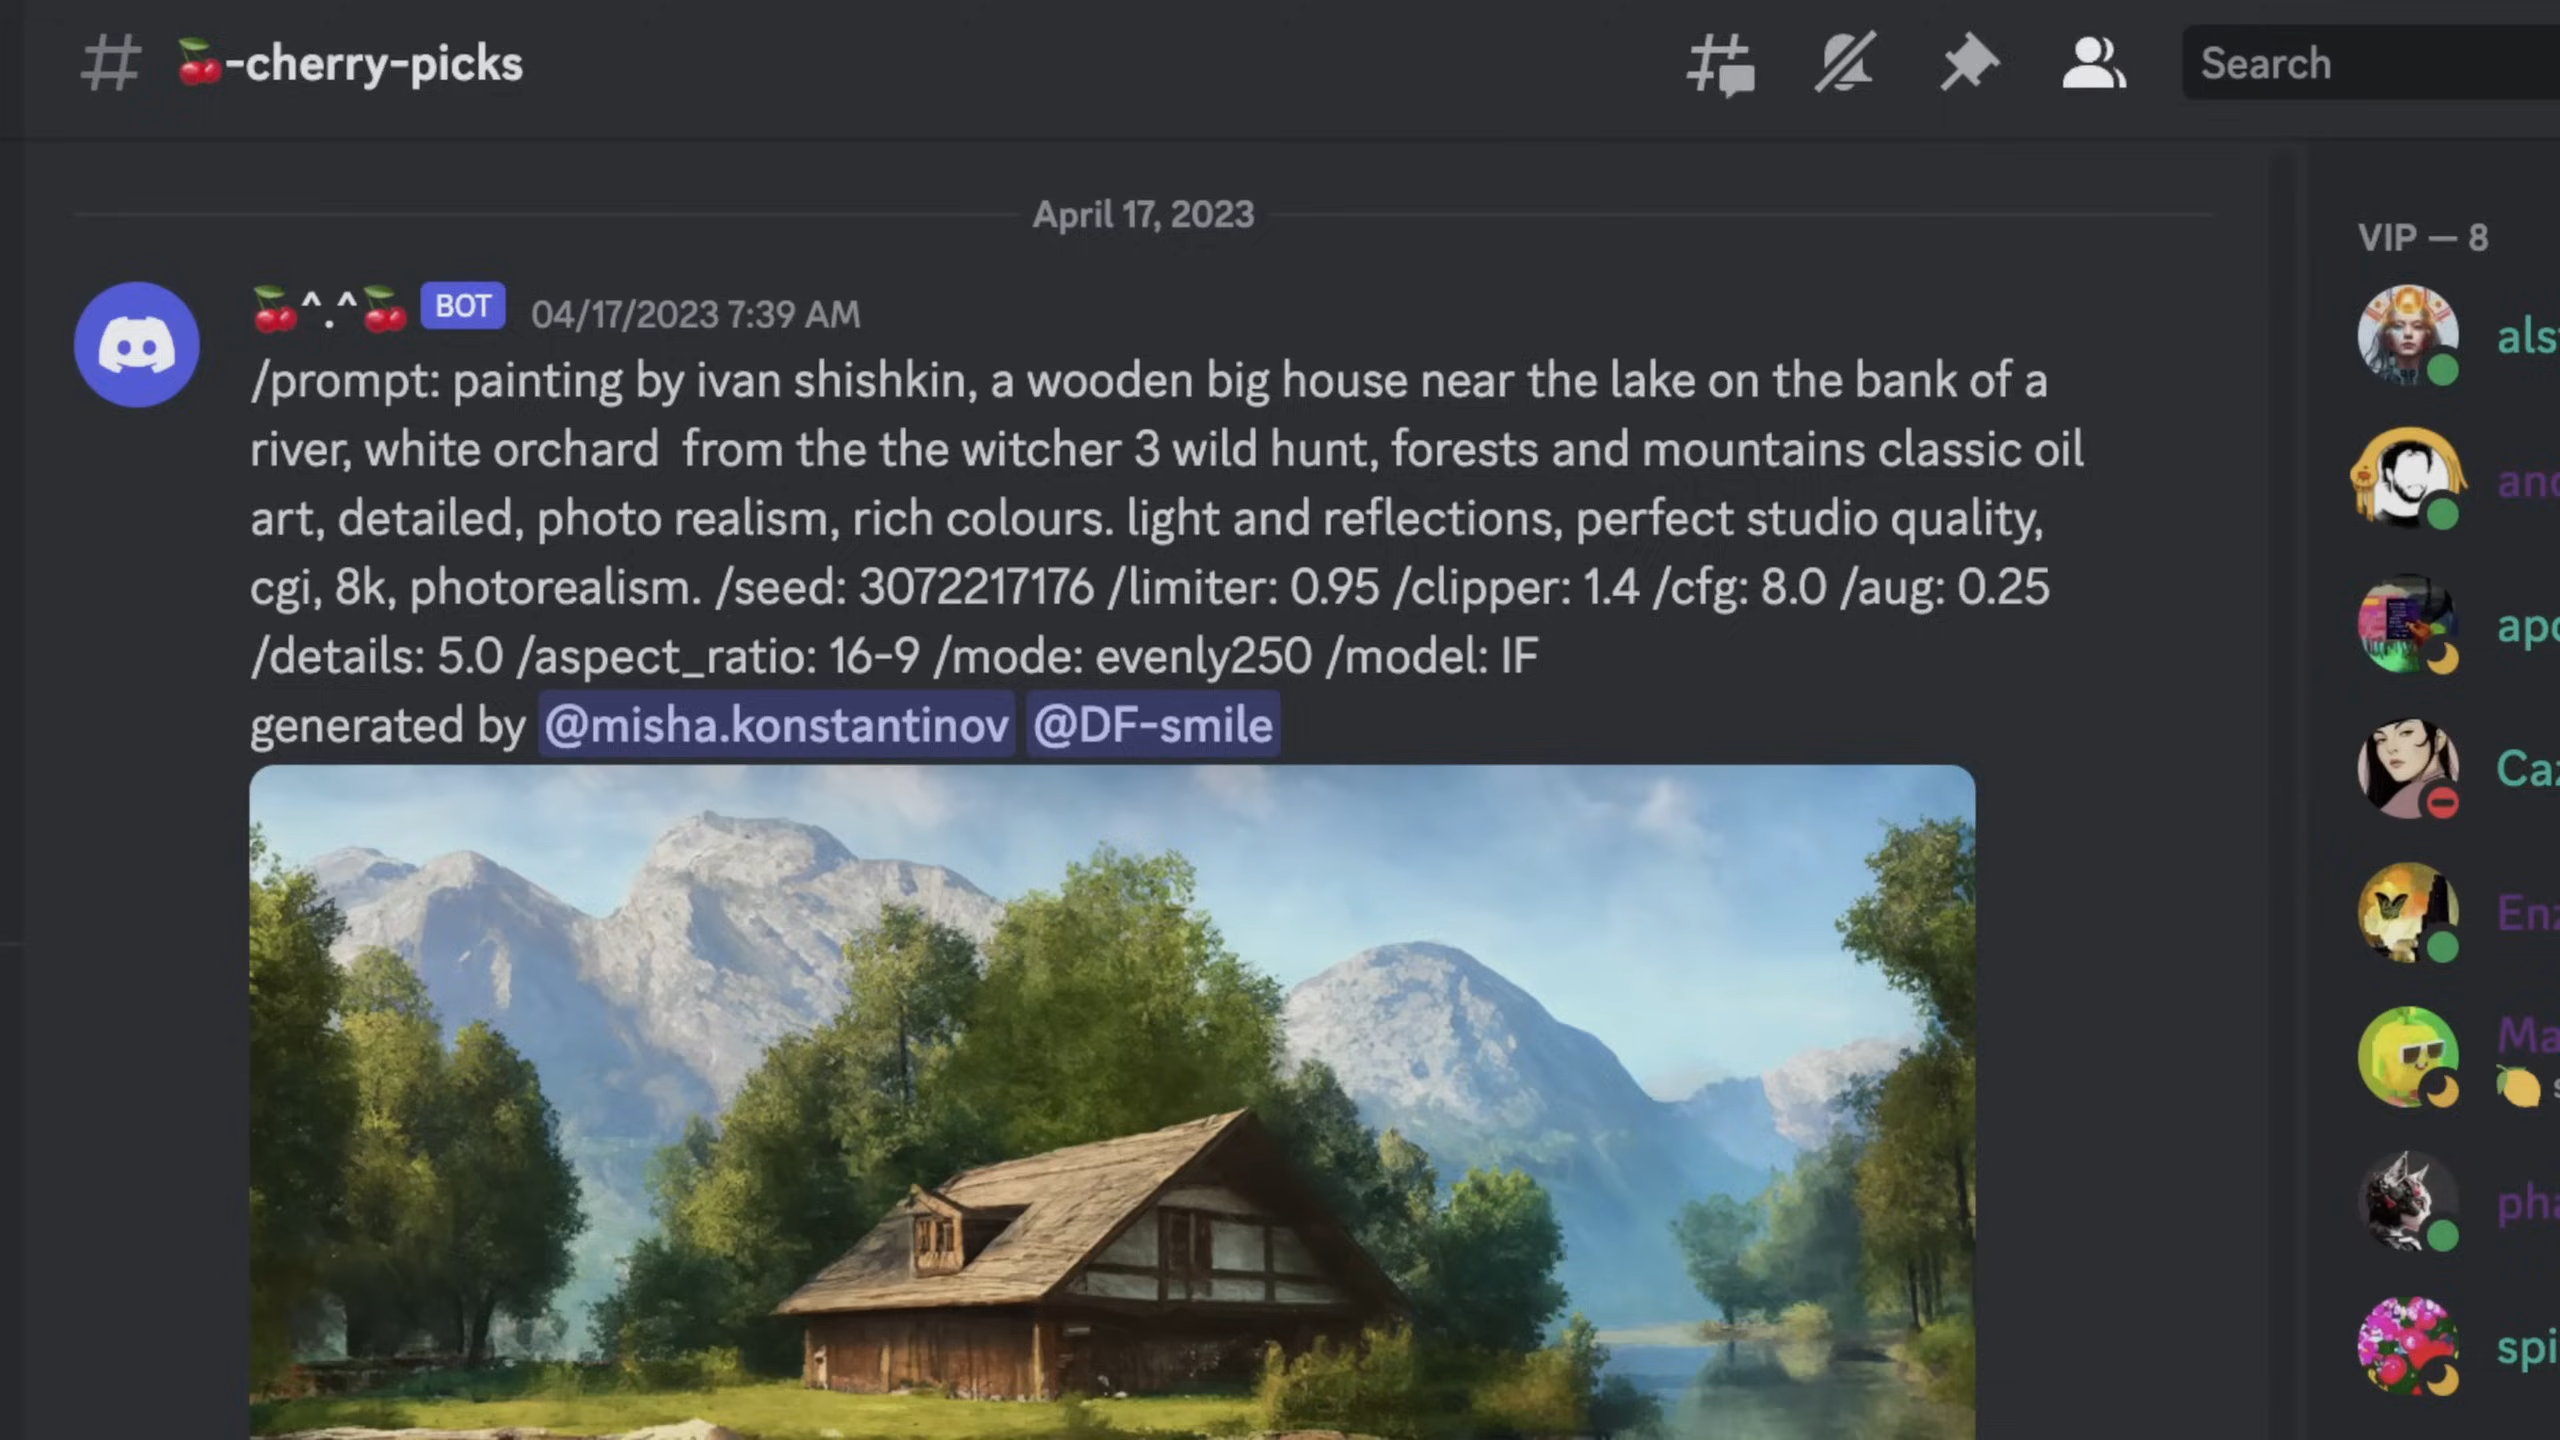 -cherry-picks
Search
April 17, 2023
VIP — 8
^.^ BOT 04/17/2023 7:39 AM
/prompt: painting by ivan shishkin, a wooden big house near the lake on the bank of a
river, white orchard  from the the witcher 3 wild hunt, forests and mountains classic oil
art, detailed, photo realism, rich colours. light and reflections, perfect studio quality,
cgi, 8k, photorealism. /seed: 3072217176 /limiter: 0.95 /clipper: 1.4 /cfg: 8.0 /aug: 0.25
/details: 5.0 /aspect_ratio: 16-9 /mode: evenly250 /model: IF
generated by @misha.konstantinov @DF-smile